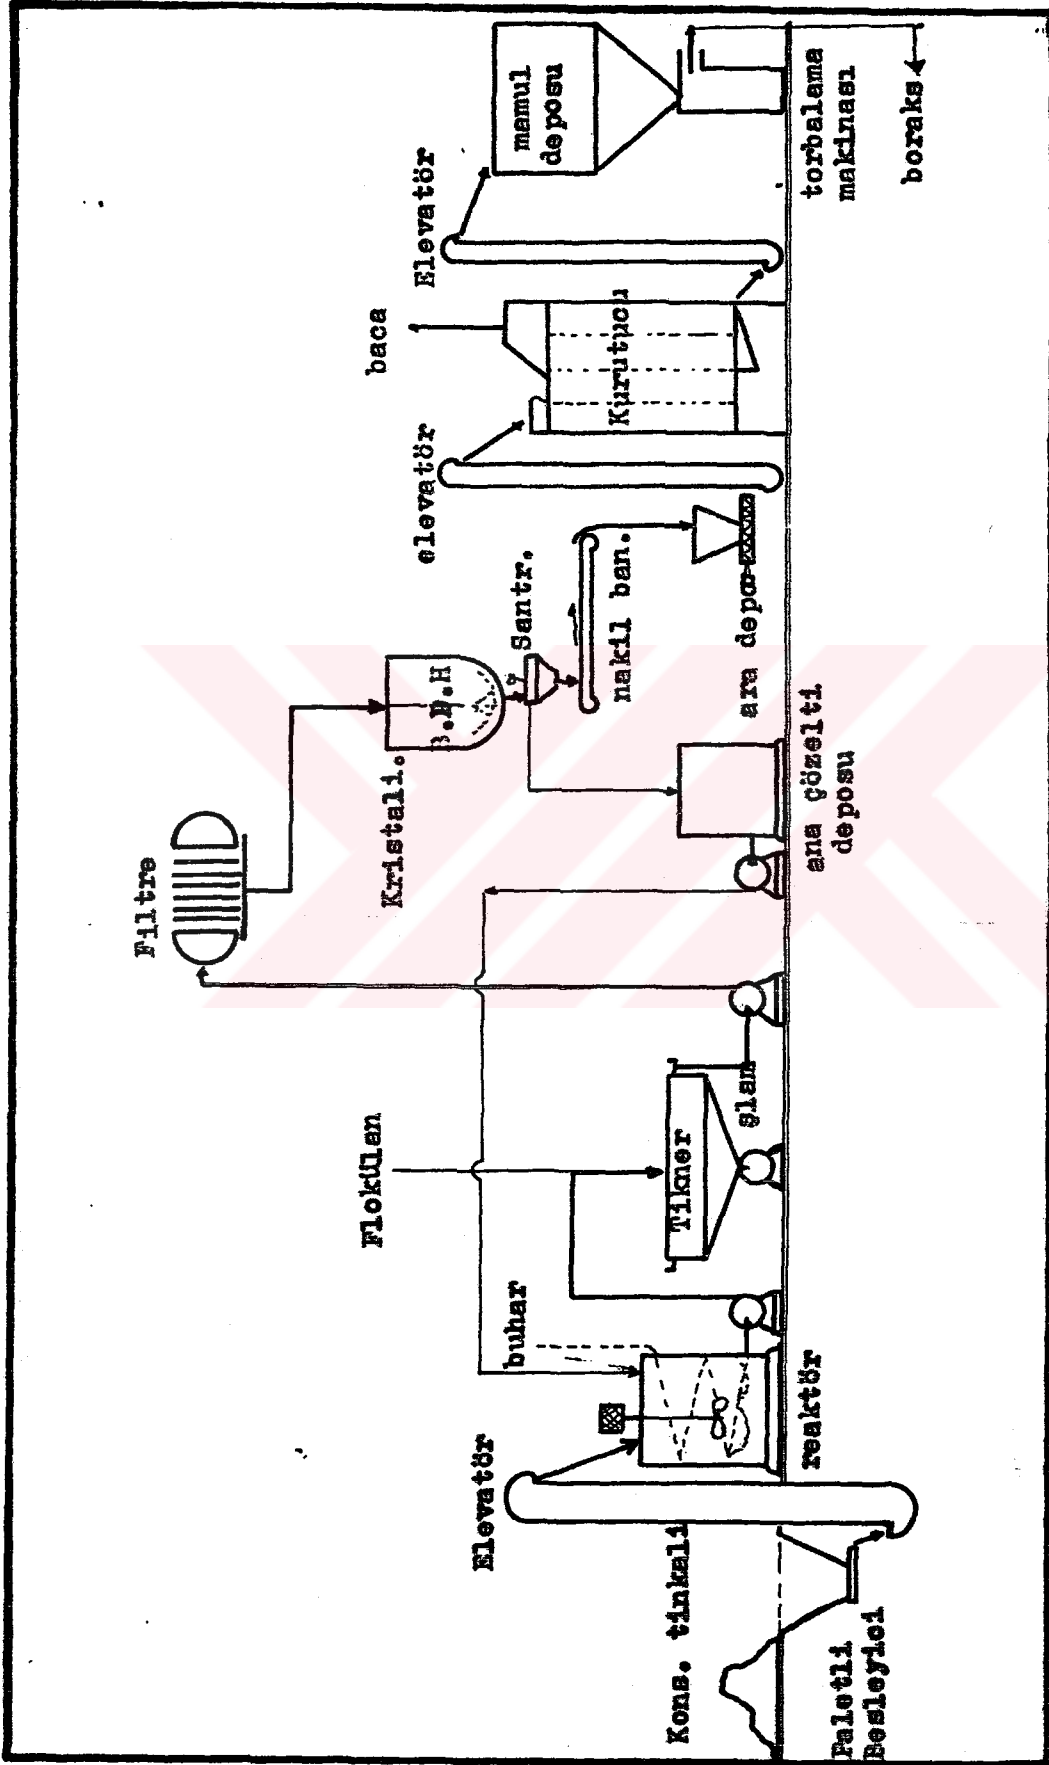 Kons. tinkali
Paletli
Besleyici
Elevatör
reaktör
buhar
Flokülan
Tikner
şlam
Filtre
Kristali.
B.D.H
Santr.
nakil ban.
ana çözelti
deposu
ara depo
elevatör
Kurutucu
baca
Elevatör
mamul
deposu
torbalama
makinası
boraks